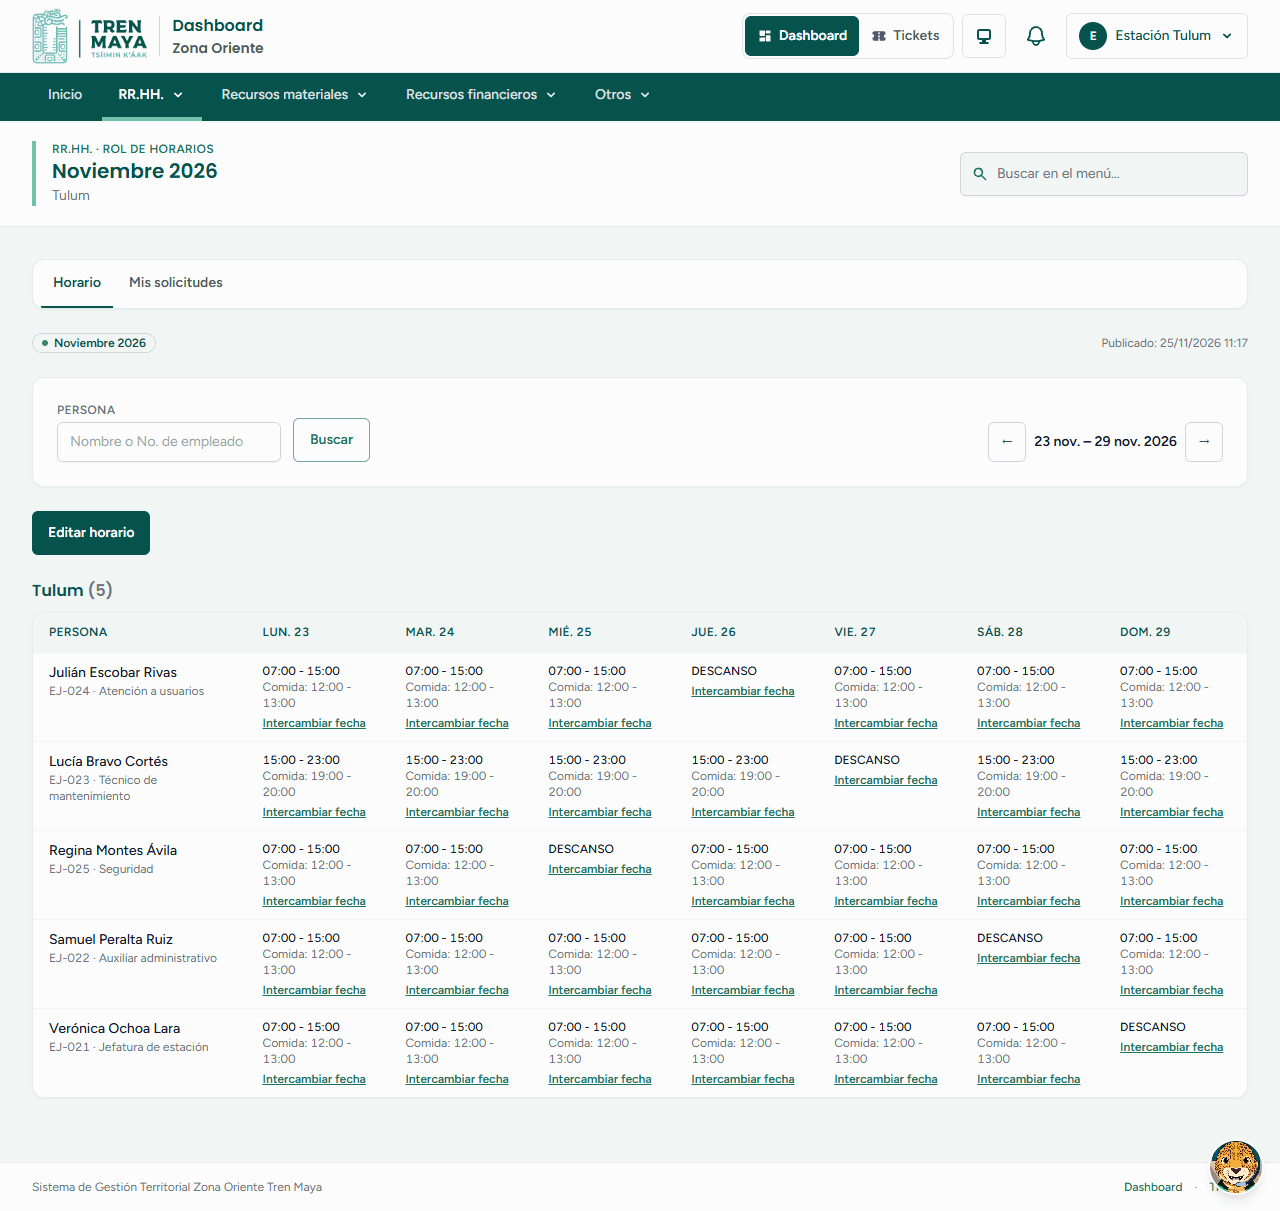 TREN MAYA
TSÍIMIN K'ÁAK
Dashboard
Zona Oriente
Dashboard
Tickets
E
Estación Tulum
Inicio
RR.HH.
Recursos materiales
Recursos financieros
Otros
RR.HH. · ROL DE HORARIOS
Noviembre 2026
Tulum
Buscar en el menú...
Horario
Mis solicitudes
Noviembre 2026
Publicado: 25/11/2026 11:17
PERSONA
Nombre o No. de empleado
Buscar
← 23 nov. – 29 nov. 2026 →
Editar horario
Tulum (5)
PERSONA LUN. 23 MAR. 24 MIÉ. 25 JUE. 26 VIE. 27 SÁB. 28 DOM. 29
Julián Escobar Rivas
EJ-024 · Atención a usuarios
07:00 - 15:00
Comida: 12:00 -
13:00
Intercambiar fecha
07:00 - 15:00
Comida: 12:00 -
13:00
Intercambiar fecha
07:00 - 15:00
Comida: 12:00 -
13:00
Intercambiar fecha
DESCANSO
Intercambiar fecha
07:00 - 15:00
Comida: 12:00 -
13:00
Intercambiar fecha
07:00 - 15:00
Comida: 12:00 -
13:00
Intercambiar fecha
07:00 - 15:00
Comida: 12:00 -
13:00
Intercambiar fecha
Lucía Bravo Cortés
EJ-023 · Técnico de
mantenimiento
15:00 - 23:00
Comida: 19:00 -
20:00
Intercambiar fecha
15:00 - 23:00
Comida: 19:00 -
20:00
Intercambiar fecha
15:00 - 23:00
Comida: 19:00 -
20:00
Intercambiar fecha
15:00 - 23:00
Comida: 19:00 -
20:00
Intercambiar fecha
DESCANSO
Intercambiar fecha
15:00 - 23:00
Comida: 19:00 -
20:00
Intercambiar fecha
15:00 - 23:00
Comida: 19:00 -
20:00
Intercambiar fecha
Regina Montes Ávila
EJ-025 · Seguridad
07:00 - 15:00
Comida: 12:00 -
13:00
Intercambiar fecha
07:00 - 15:00
Comida: 12:00 -
13:00
Intercambiar fecha
DESCANSO
Intercambiar fecha
07:00 - 15:00
Comida: 12:00 -
13:00
Intercambiar fecha
07:00 - 15:00
Comida: 12:00 -
13:00
Intercambiar fecha
07:00 - 15:00
Comida: 12:00 -
13:00
Intercambiar fecha
07:00 - 15:00
Comida: 12:00 -
13:00
Intercambiar fecha
Samuel Peralta Ruiz
EJ-022 · Auxiliar administrativo
07:00 - 15:00
Comida: 12:00 -
13:00
Intercambiar fecha
07:00 - 15:00
Comida: 12:00 -
13:00
Intercambiar fecha
07:00 - 15:00
Comida: 12:00 -
13:00
Intercambiar fecha
07:00 - 15:00
Comida: 12:00 -
13:00
Intercambiar fecha
07:00 - 15:00
Comida: 12:00 -
13:00
Intercambiar fecha
DESCANSO
Intercambiar fecha
07:00 - 15:00
Comida: 12:00 -
13:00
Intercambiar fecha
Verónica Ochoa Lara
EJ-021 · Jefatura de estación
07:00 - 15:00
Comida: 12:00 -
13:00
Intercambiar fecha
07:00 - 15:00
Comida: 12:00 -
13:00
Intercambiar fecha
07:00 - 15:00
Comida: 12:00 -
13:00
Intercambiar fecha
07:00 - 15:00
Comida: 12:00 -
13:00
Intercambiar fecha
07:00 - 15:00
Comida: 12:00 -
13:00
Intercambiar fecha
07:00 - 15:00
Comida: 12:00 -
13:00
Intercambiar fecha
DESCANSO
Intercambiar fecha
Sistema de Gestión Territorial Zona Oriente Tren Maya
Dashboard ·